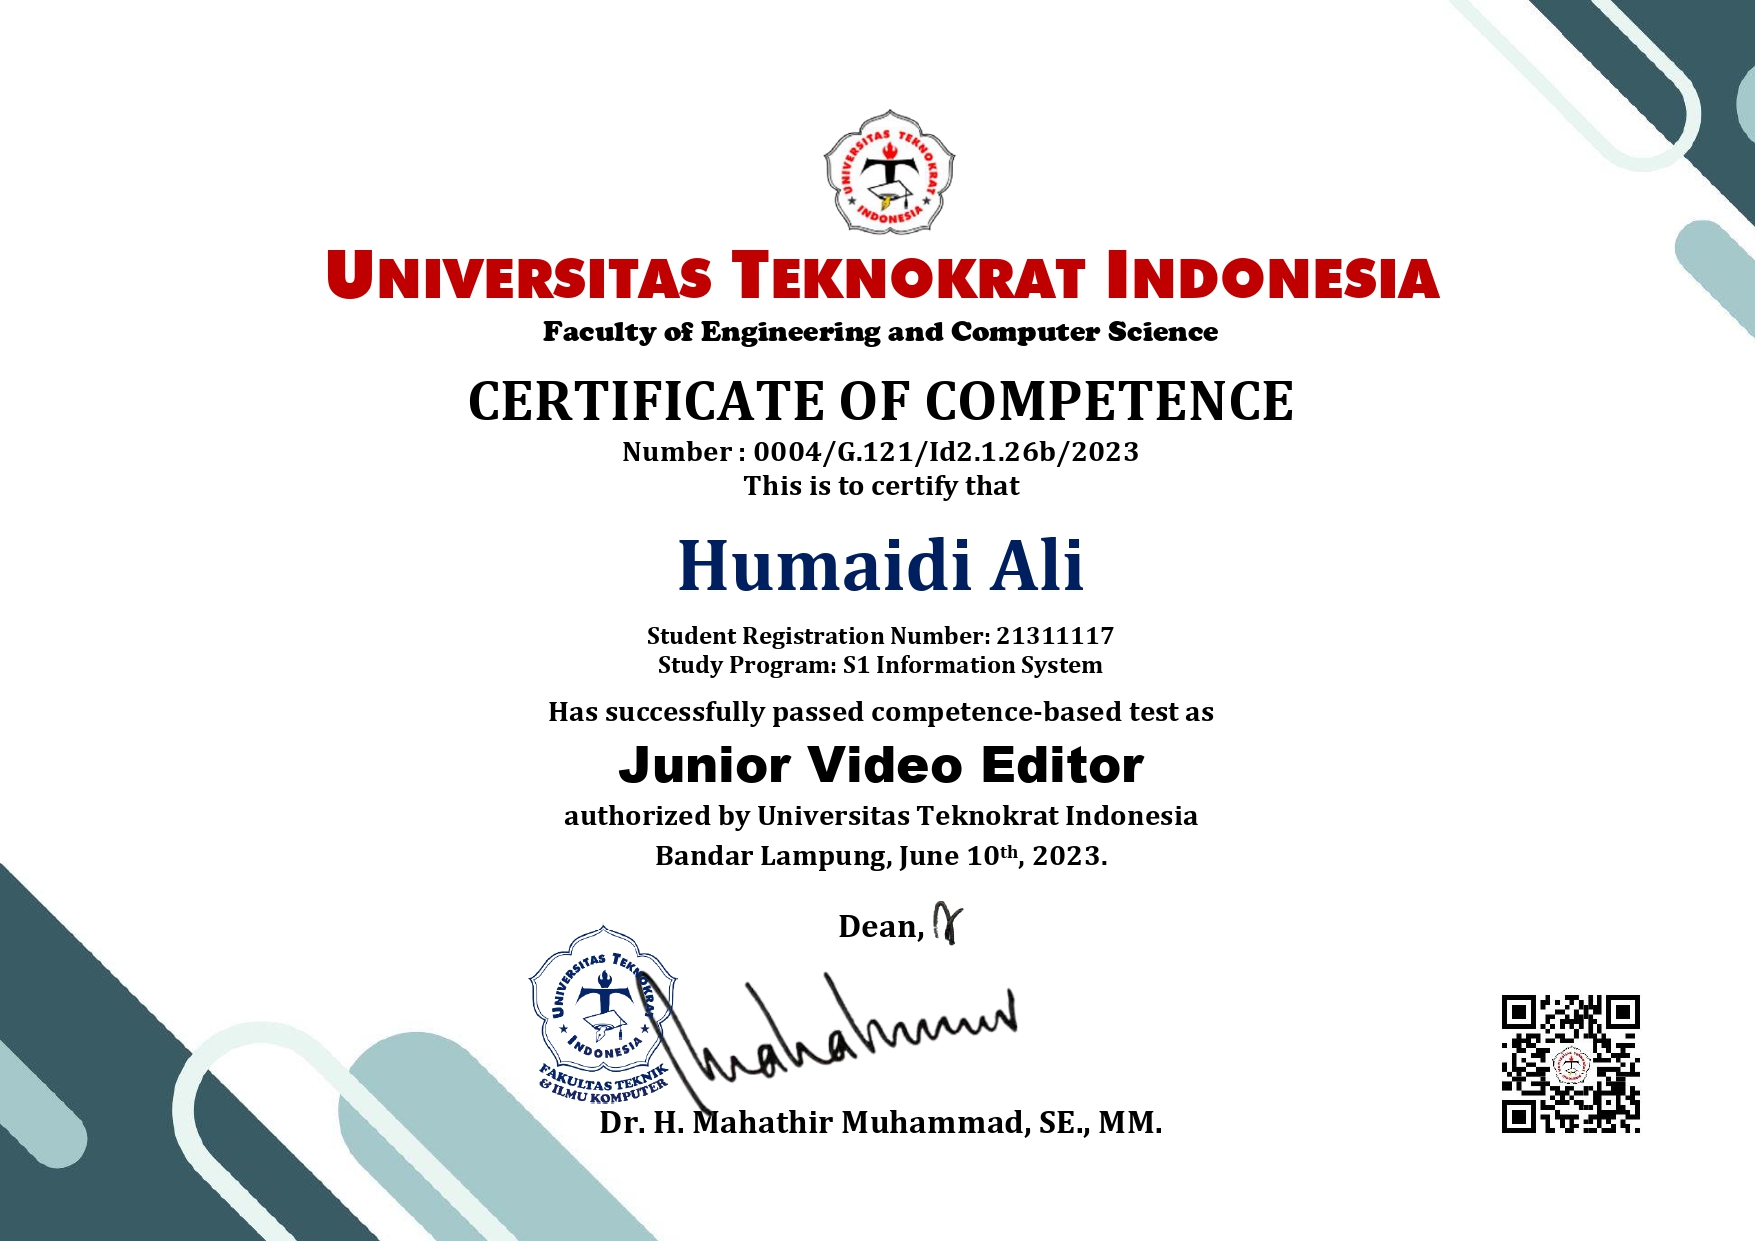 UNIVERSITAS TEKNOKRAT
INDONESIA
UNIVERSITAS TEKNOKRAT INDONESIA
Faculty of Engineering and Computer Science
CERTIFICATE OF COMPETENCE
Number : 0004/G.121/Id2.1.26b/2023
This is to certify that
Humaidi Ali
Student Registration Number: 21311117
Study Program: S1 Information System
Has successfully passed competence-based test as
Junior Video Editor
authorized by Universitas Teknokrat Indonesia
Bandar Lampung, June 10th, 2023.
Dean,
UNIVERSITAS TEKNOKRAT
INDONESIA
FAKULTAS TEKNIK
& ILMU KOMPUTER
Dr. H. Mahathir Muhammad, SE., MM.